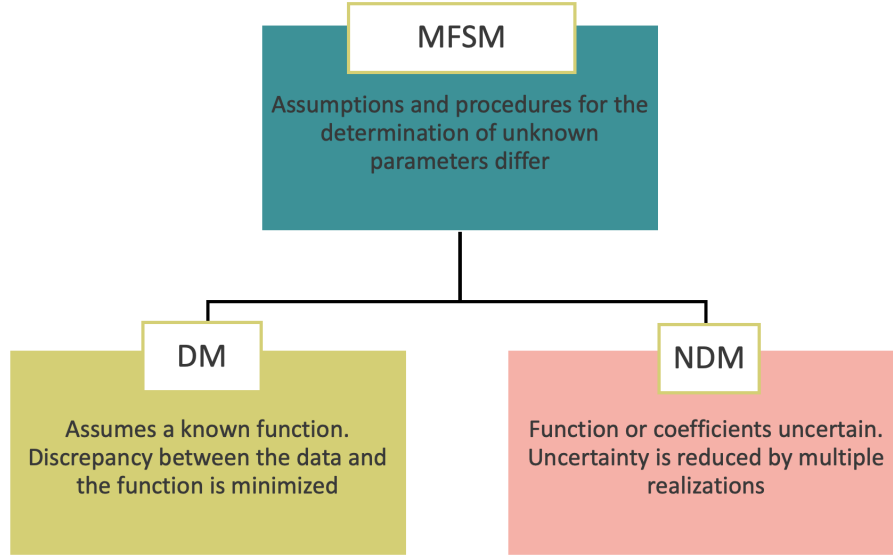 MFSM
Assumptions and procedures for the
determination of unknown
parameters differ
DM
Assumes a known function.
Discrepancy between the data and
the function is minimized
NDM
Function or coefficients uncertain.
Uncertainty is reduced by multiple
realizations